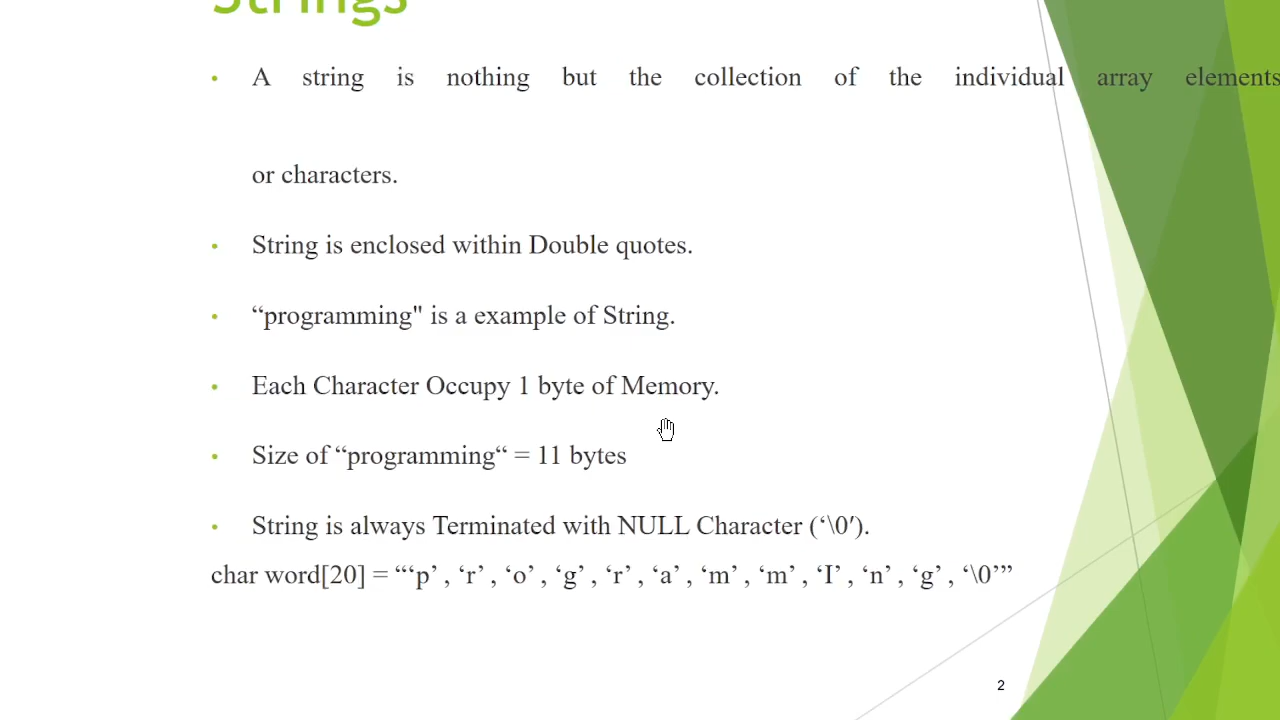 Strings
• A string is nothing but the collection of the individual array elements
or characters.
• String is enclosed within Double quotes.
• “programming" is a example of String.
• Each Character Occupy 1 byte of Memory.
• Size of “programming“ = 11 bytes
• String is always Terminated with NULL Character (‘\0′).
char word[20] = “‘p’ , ‘r’ , ‘o’ , ‘g’ , ‘r’ , ‘a’ , ‘m’ , ‘m’ , ‘I’ , ‘n’ , ‘g’ , ‘\0’”
2